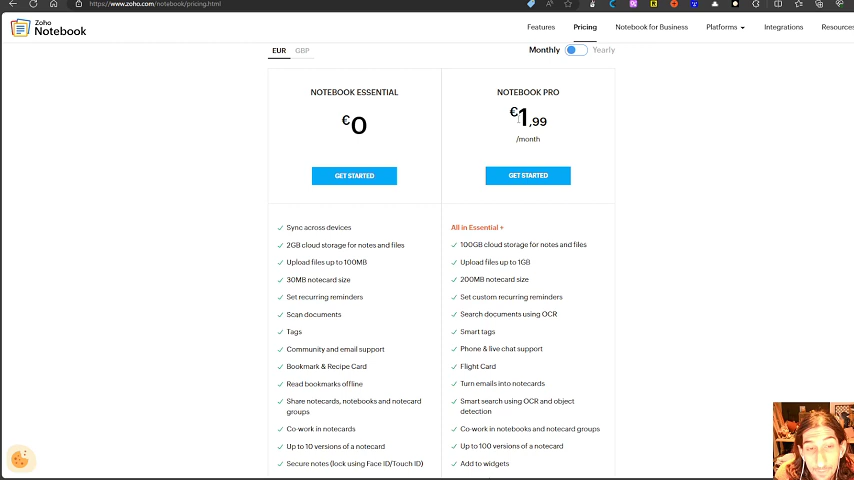 https://www.zoho.com/notebook/pricing.html
Zoho
Notebook
Features
Pricing
Notebook for Business
Platforms
Integrations
Resources
EUR
GBP
Monthly
Yearly
NOTEBOOK ESSENTIAL
€0
GET STARTED
Sync across devices
2GB cloud storage for notes and files
Upload files up to 100MB
30MB notecard size
Set recurring reminders
Scan documents
Tags
Community and email support
Bookmark & Recipe Card
Read bookmarks offline
Share notecards, notebooks and notecard
groups
Co-work in notecards
Up to 10 versions of a notecard
Secure notes (lock using Face ID/Touch ID)
NOTEBOOK PRO
€1,99
/month
GET STARTED
All in Essential +
100GB cloud storage for notes and files
Upload files up to 1GB
200MB notecard size
Set custom recurring reminders
Search documents using OCR
Smart tags
Phone & live chat support
Flight Card
Turn emails into notecards
Smart search using OCR and object
detection
Co-work in notebooks and notecard groups
Up to 100 versions of a notecard
Add to widgets